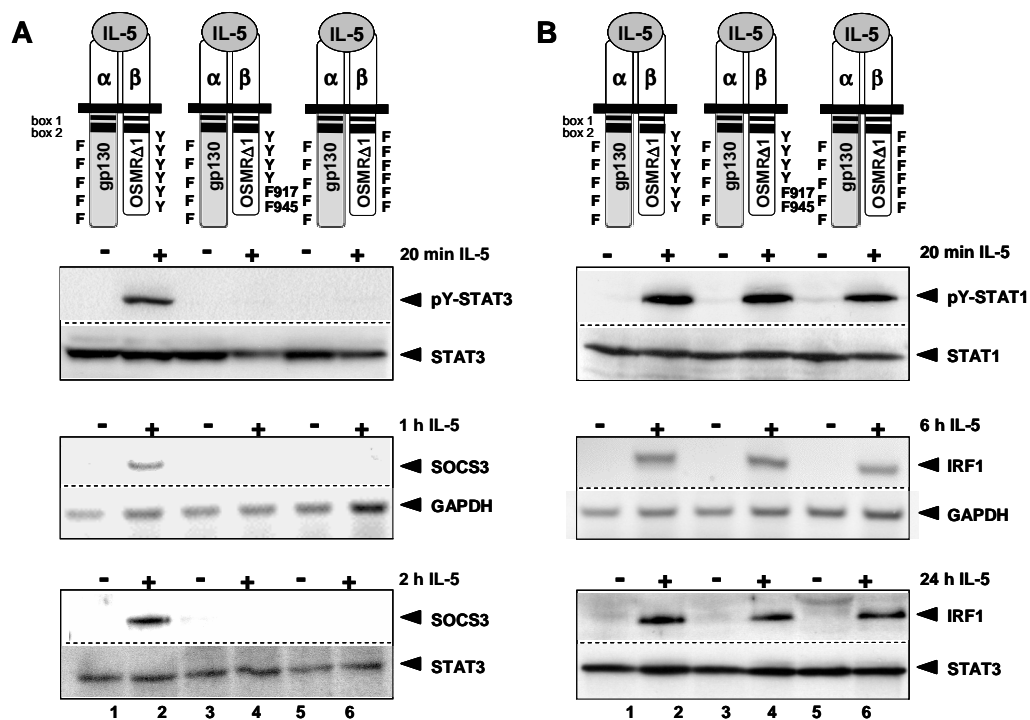 A
IL-5 IL-5 IL-5
α β α β α β
box 1
box 2
gp130 OSMRΔ1 gp130 OSMRΔ1 gp130 OSMRΔ1
F F F F F
Y Y Y Y Y Y
F F F F F
Y Y Y Y F917 F945
F F F F F
F F F F F F
- + - + - + 20 min IL-5
pY-STAT3
STAT3
- + - + - + 1 h IL-5
SOCS3
GAPDH
- + - + - + 2 h IL-5
SOCS3
STAT3
1 2 3 4 5 6
B
IL-5 IL-5 IL-5
α β α β α β
box 1
box 2
gp130 OSMRΔ1 gp130 OSMRΔ1 gp130 OSMRΔ1
F F F F F
Y Y Y Y Y Y
F F F F F
Y Y Y Y F917 F945
F F F F F
F F F F F F
- + - + - + 20 min IL-5
pY-STAT1
STAT1
- + - + - + 6 h IL-5
IRF1
GAPDH
- + - + - + 24 h IL-5
IRF1
STAT3
1 2 3 4 5 6